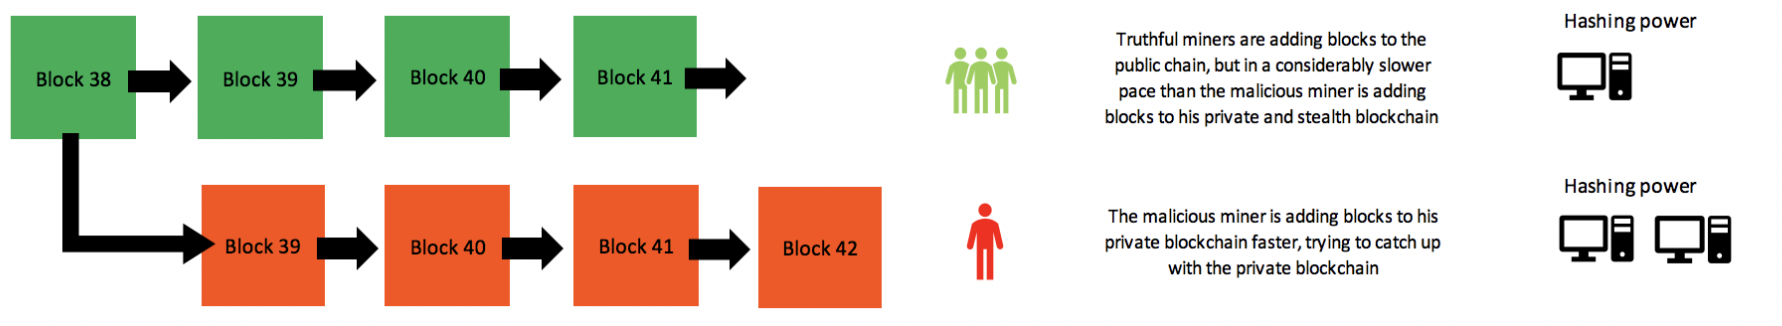 Block 38
Block 39
Block 40
Block 41
Truthful miners are adding blocks to the
public chain, but in a considerably slower
pace than the malicious miner is adding
blocks to his private and stealth blockchain
Hashing power
Block 39
Block 40
Block 41
Block 42
The malicious miner is adding blocks to his
private blockchain faster, trying to catch up
with the private blockchain
Hashing power